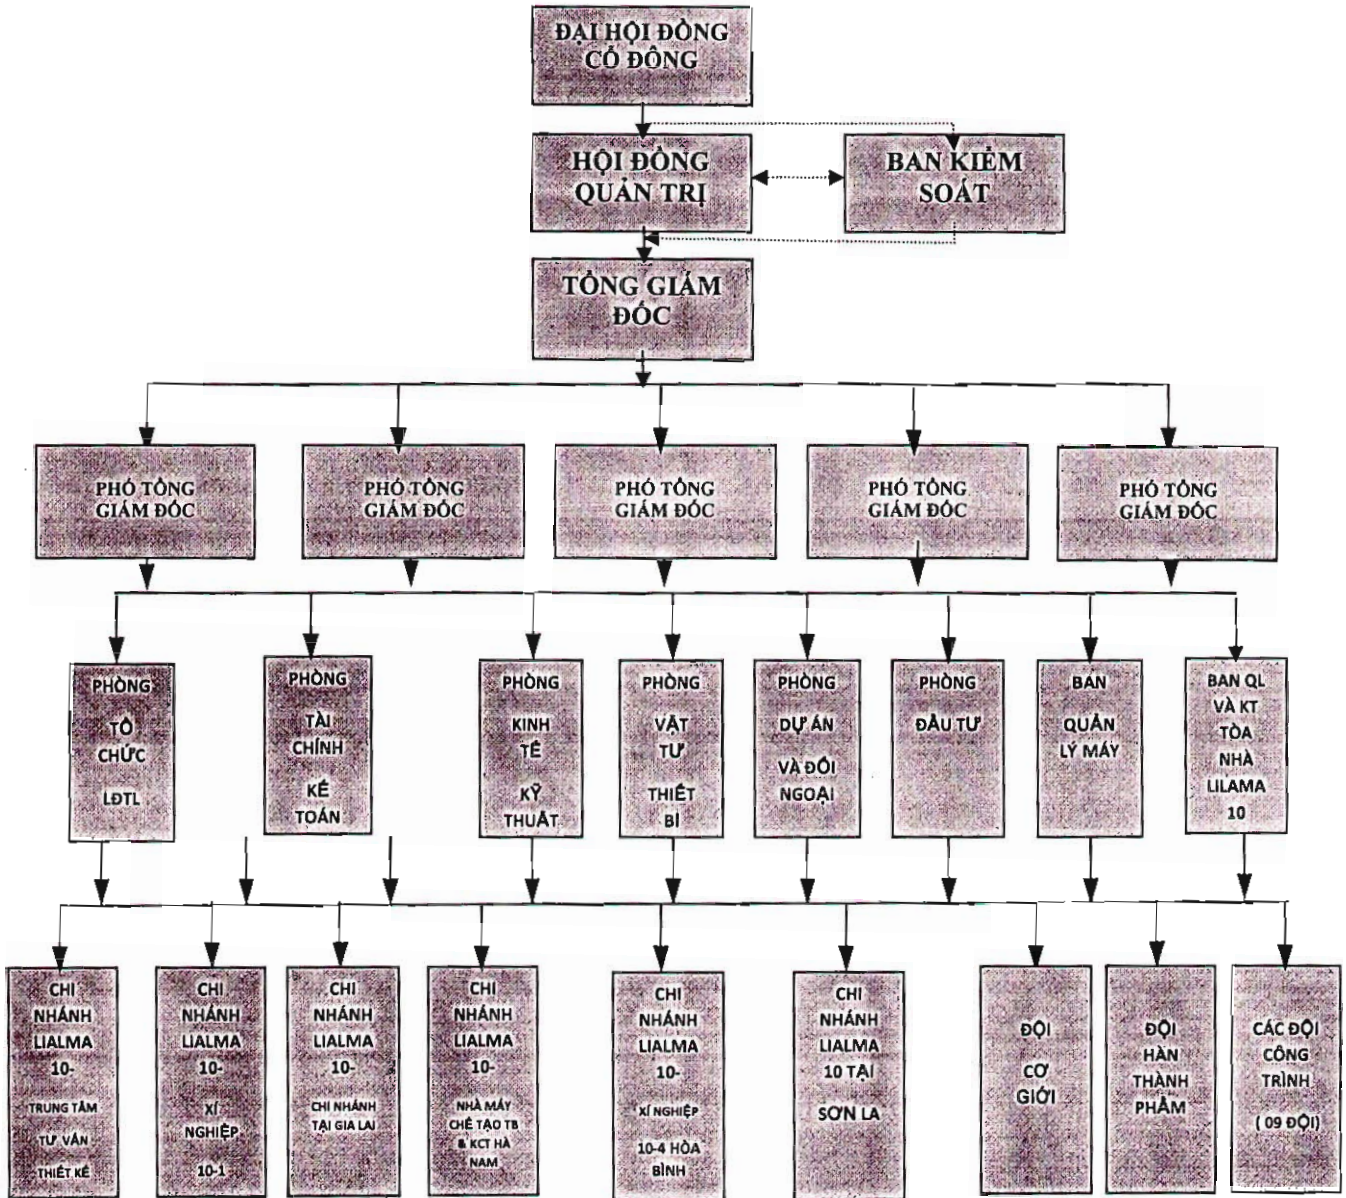 ĐẠI HỘI ĐỒNG
CỔ ĐÔNG
HỘI ĐỒNG
QUẢN TRỊ
BAN KIỂM
SOÁT
TỔNG GIÁM
ĐỐC
PHÓ TỔNG
GIÁM ĐỐC
PHÓ TỔNG
GIÁM ĐỐC
PHÓ TỔNG
GIÁM ĐỐC
PHÓ TỔNG
GIÁM ĐỐC
PHÓ TỔNG
GIÁM ĐỐC
PHÒNG
TỔ
CHỨC
LĐTL
PHÒNG
TÀI
CHÍNH
KẾ
TOÁN
PHÒNG
KINH
TẾ
KỸ
THUẬT
PHÒNG
VẬT
TƯ
THIẾT
BỊ
PHÒNG
DỰ ÁN
VÀ ĐỐI
NGOẠI
PHÒNG
ĐẦU TƯ
BAN
QUẢN
LÝ MÁY
BAN QL
VÀ KT
TÒA
NHÀ
LILAMA
10
CHI
NHÁNH
LIALMA
10-
TRUNG TÂM
TƯ VẤN
THIẾT KẾ
CHI
NHÁNH
LIALMA
10-
XÍ
NGHIỆP
10-1
CHI
NHÁNH
LIALMA
10-
CHI NHÁNH
TẠI GIA LAI
CHI
NHÁNH
LIALMA
10-
NHÀ MÁY
CHẾ TẠO TB
& KCT HÀ
NAM
CHI
NHÁNH
LIALMA
10-
XÍ NGHIỆP
10-4 HÒA
BÌNH
CHI
NHÁNH
LIALMA
10 TẠI
SƠN LA
ĐỘI
CƠ
GIỚI
ĐỘI
HÀN
THÀNH
PHẨM
CÁC ĐỘI
CÔNG
TRÌNH
( 09 ĐỘI)